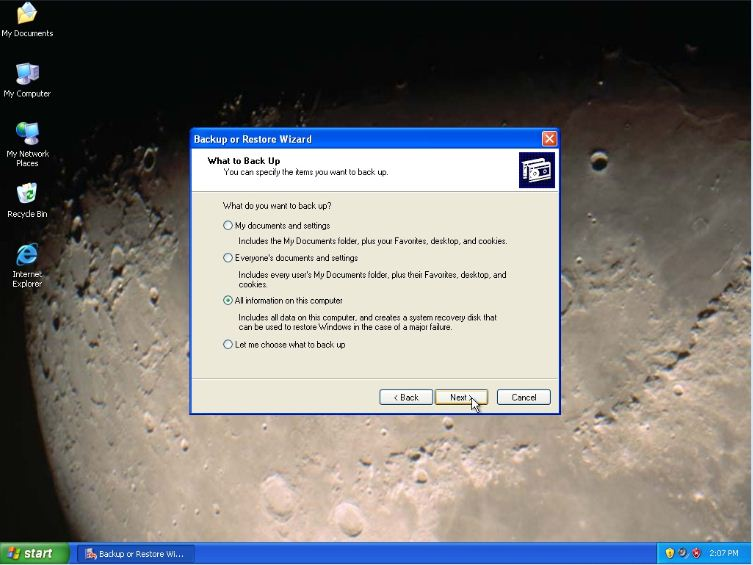 My Documents
My Computer
My Network
Places
Recycle Bin
Internet
Explorer
Backup or Restore Wizard
What to Back Up
You can specify the items you want to back up.
What do you want to back up?
My documents and settings
Includes the My Documents folder, plus your Favorites, desktop, and cookies.
Everyone's documents and settings
Includes every user's My Documents folder, plus their Favorites, desktop, and
cookies.
All information on this computer
Includes all data on this computer, and creates a system recovery disk that
can be used to restore Windows in the case of a major failure.
Let me choose what to back up
< Back
Next >
Cancel
start
Backup or Restore Wi...
2:07 PM